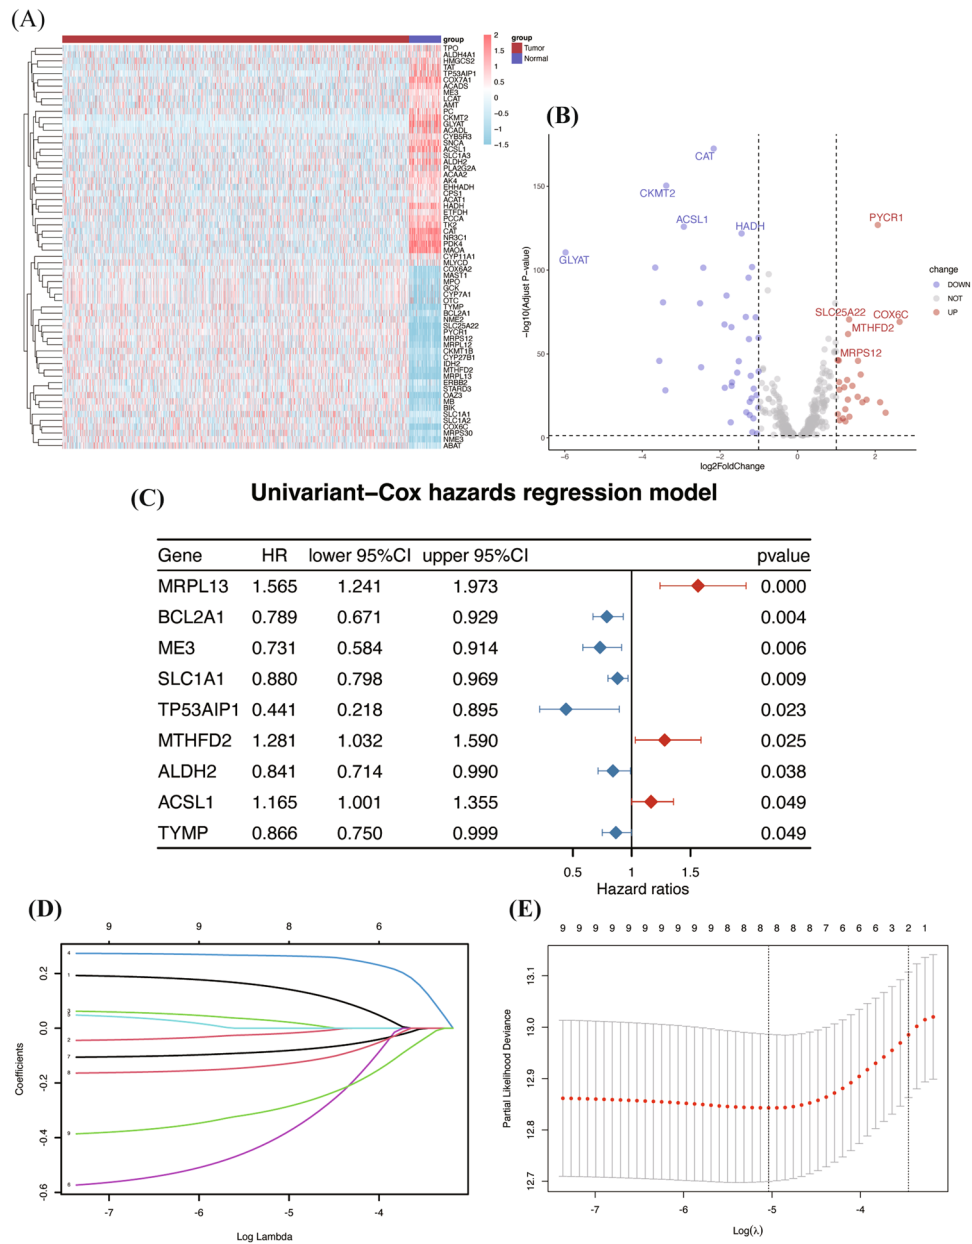 (A)
group
TPO
ALDH4A1
HMGCS2
TAT
TP53AIP1
COX7A1
ACADS
ME3
LCAT
AMT
PC
CKMT2
GLYAT
ACADL
CYB5R3
SNCA
ACSL1
SLC1A3
ALDH2
PLA2G2A
ACAA2
AK4
EHHADH
CPS1
ACAT1
HADH
ETFDH
PCCA
TK2
CAT
NR3C1
PDK4
MAOA
CYP11A1
MLYCD
COX6A2
MAST1
MPO
GCK
CYP7A1
OTC
TYMP
BCL2A1
NME2
SLC25A22
PYCR1
MRPS12
MRPL12
CKMT1B
CYP27B1
IDH2
MTHFD2
MRPL13
ERBB2
STARD3
OAZ3
MB
BIK
SLC1A1
SLC1A2
COX6C
MRPS30
NME3
ABAT
2
1.5
1
0.5
0
−0.5
−1
−1.5
group
Tumor
Normal
(B)
CAT
CKMT2
ACSL1
HADH
GLYAT
PYCR1
SLC25A22
COX6C
MTHFD2
MRPS12
150
100
50
0
−log10(Adjust P-value)
−6 −4 −2 0 2
log2FoldChange
change
DOWN
NOT
UP
(C)
Univariant−Cox hazards regression model
Gene HR lower 95%CI upper 95%CI pvalue
MRPL13 1.565 1.241 1.973 0.000
BCL2A1 0.789 0.671 0.929 0.004
ME3 0.731 0.584 0.914 0.006
SLC1A1 0.880 0.798 0.969 0.009
TP53AIP1 0.441 0.218 0.895 0.023
MTHFD2 1.281 1.032 1.590 0.025
ALDH2 0.841 0.714 0.990 0.038
ACSL1 1.165 1.001 1.355 0.049
TYMP 0.866 0.750 0.999 0.049
0.5 1 1.5
Hazard ratios
(D)
9 9 8 6
0.2
0.0
-0.2
-0.4
-0.6
Coefficients
4
1
2
7
8
9
6
-7 -6 -5 -4
Log Lambda
(E)
9 9 9 9 9 9 9 9 9 9 8 8 8 8 8 8 7 6 6 6 3 2 1
13.1
13.0
12.9
12.8
12.7
Partial Likelihood Deviance
-7 -6 -5 -4
Log(λ)